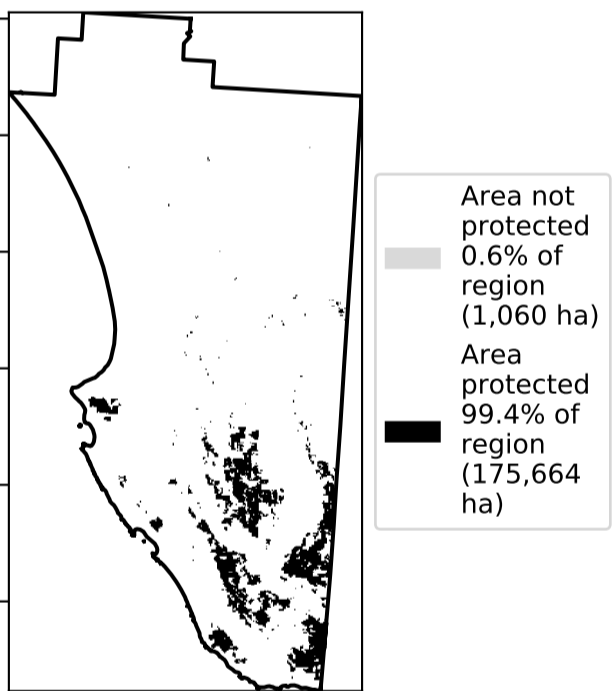 Area not
protected
0.6% of
region
(1,060 ha)
Area
protected
99.4% of
region
(175,664
ha)